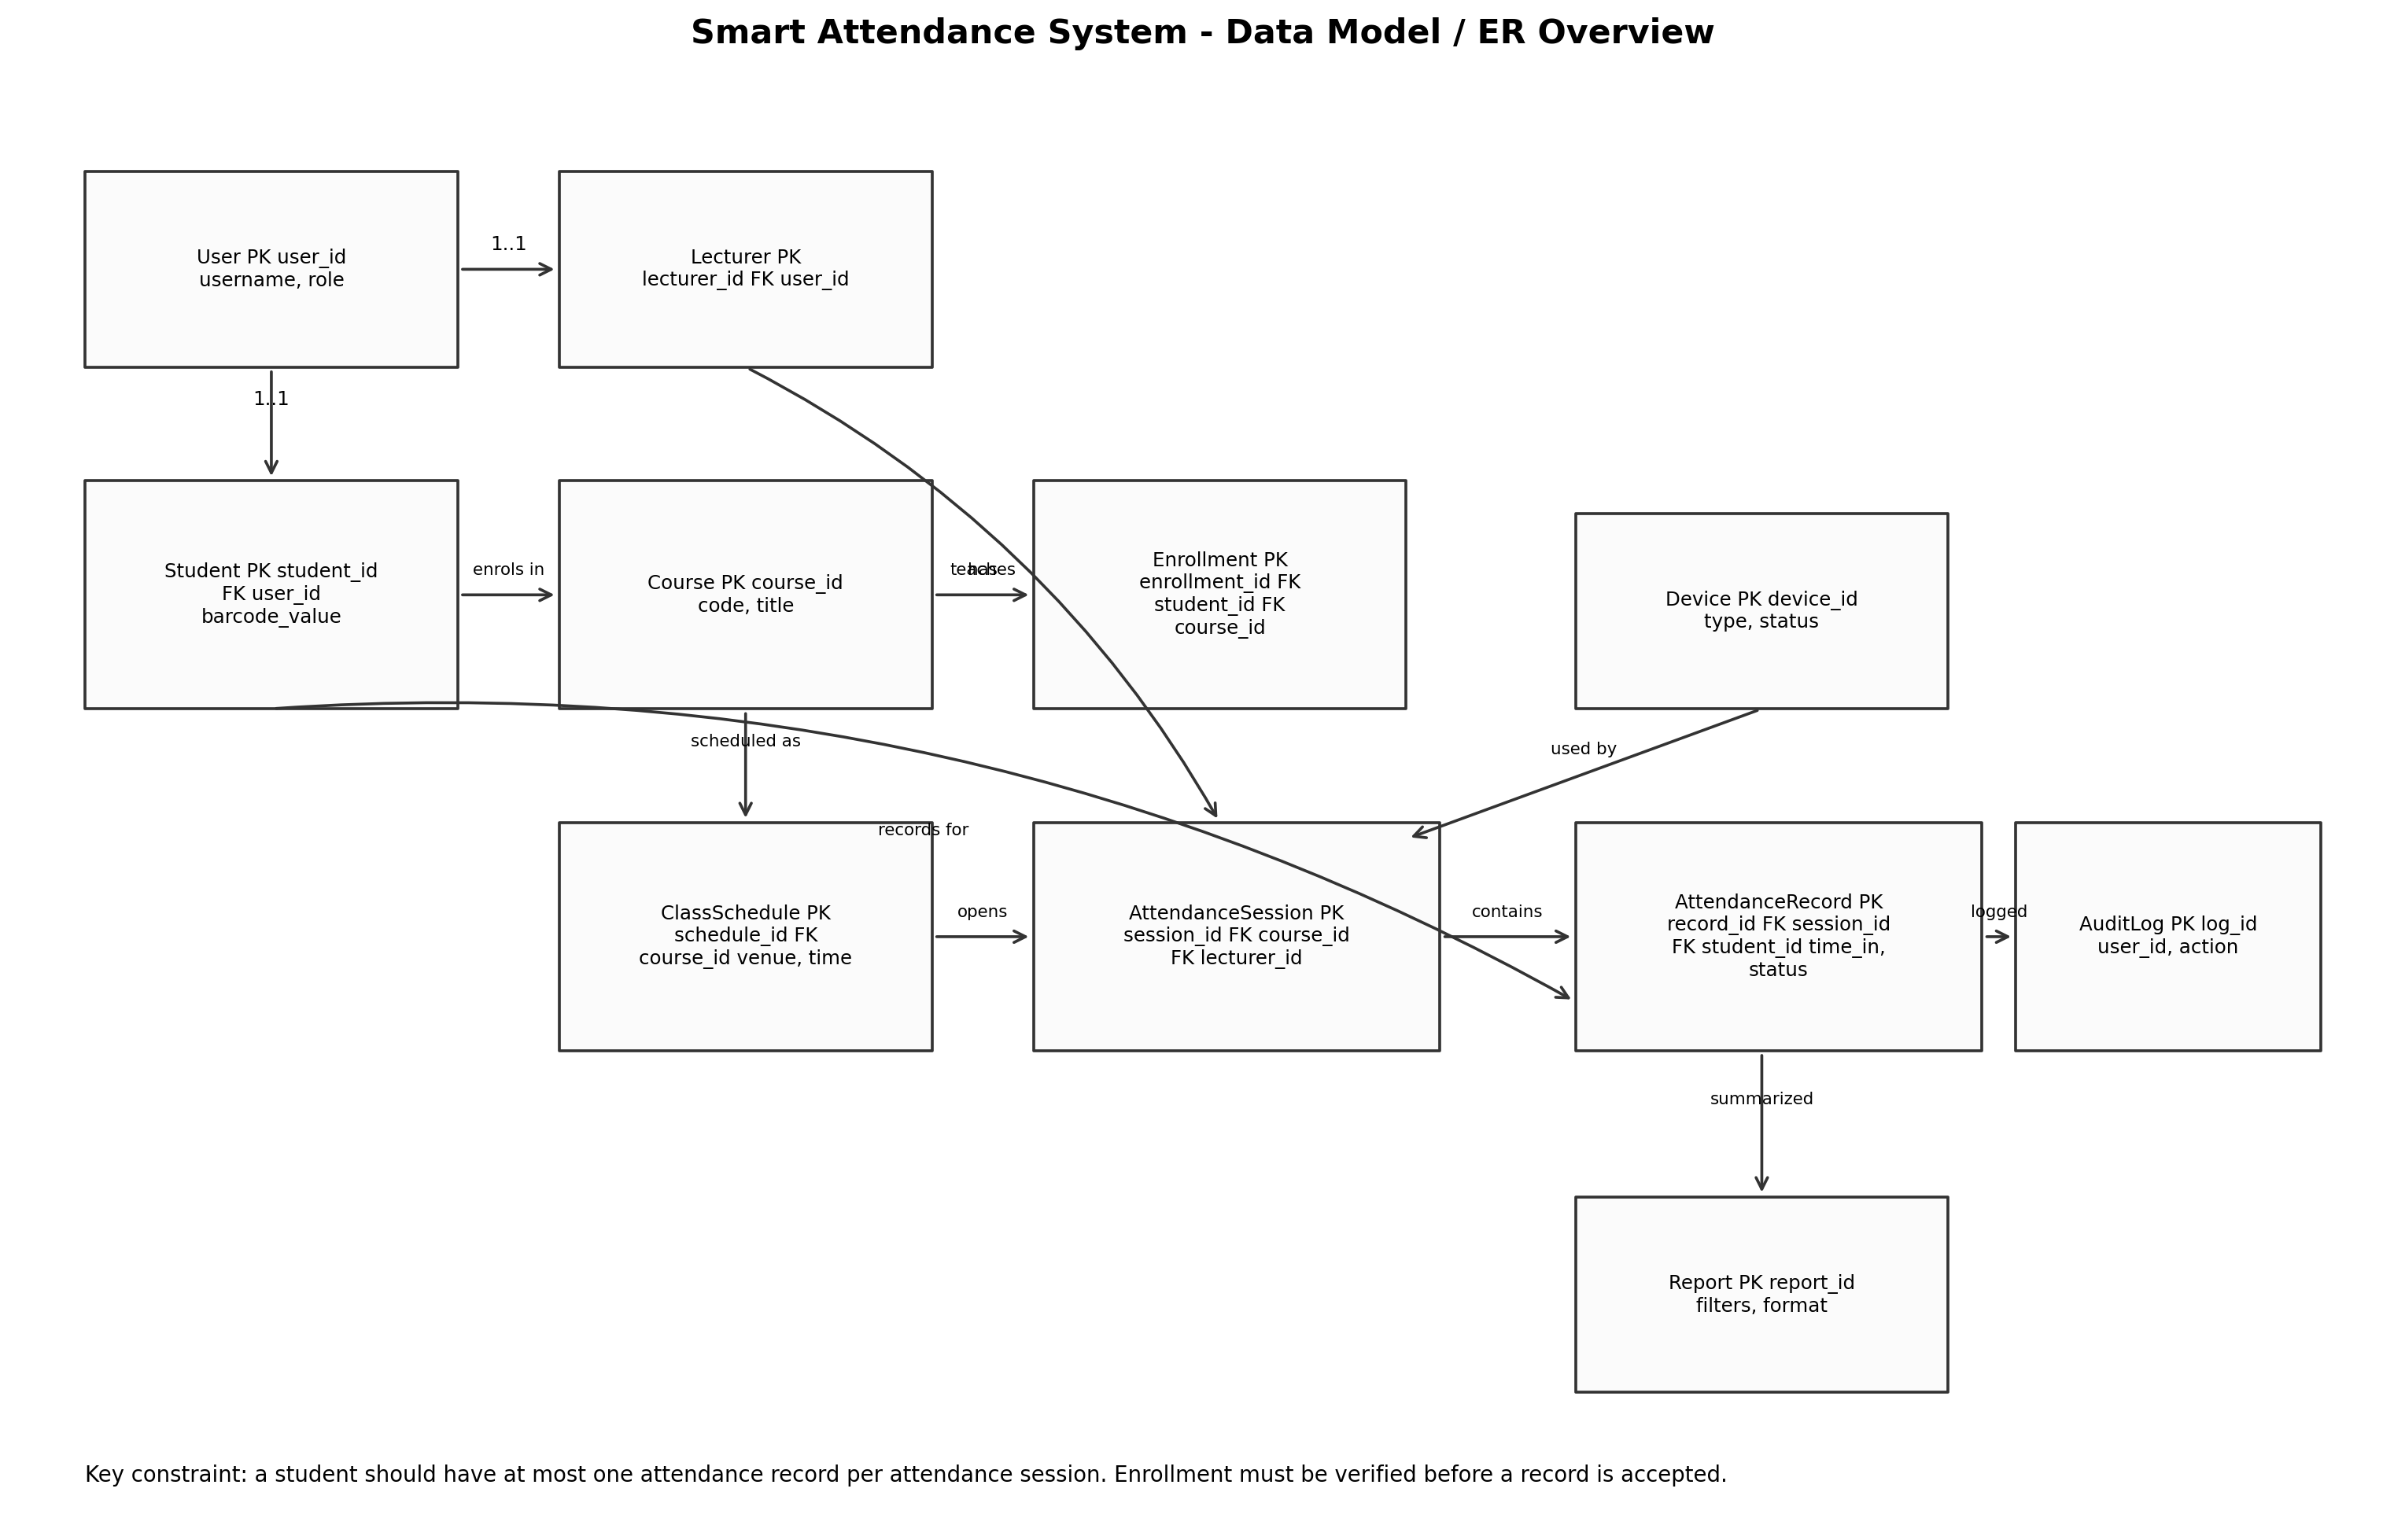 Smart Attendance System - Data Model / ER Overview
User PK user_id
username, role
1..1
Lecturer PK
lecturer_id FK user_id
1..1
Student PK student_id
FK user_id
barcode_value
enrols in
Course PK course_id
code, title
teaches
has
Enrollment PK
enrollment_id FK
student_id FK
course_id
Device PK device_id
type, status
scheduled as
used by
records for
ClassSchedule PK
schedule_id FK
course_id venue, time
opens
AttendanceSession PK
session_id FK course_id
FK lecturer_id
contains
AttendanceRecord PK
record_id FK session_id
FK student_id time_in,
status
logged
AuditLog PK log_id
user_id, action
summarized
Report PK report_id
filters, format
Key constraint: a student should have at most one attendance record per attendance session. Enrollment must be verified before a record is accepted.